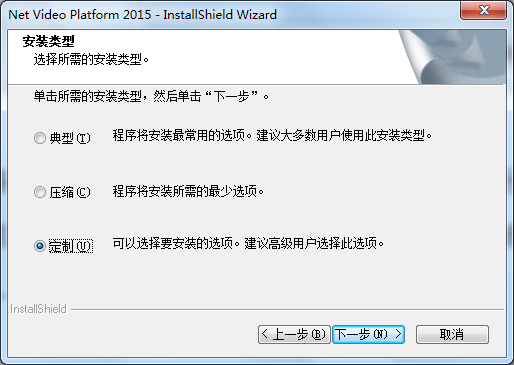 Net Video Platform 2015 - InstallShield Wizard
安装类型
选择所需的安装类型。
单击所需的安装类型，然后单击“下一步”。
典型(T) 程序将安装最常用的选项。建议大多数用户使用此安装类型。
压缩(C) 程序将安装所需的最少选项。
定制(U) 可以选择要安装的选项。建议高级用户选择此选项。
InstallShield
< 上一步(B) 下一步(N) > 取消